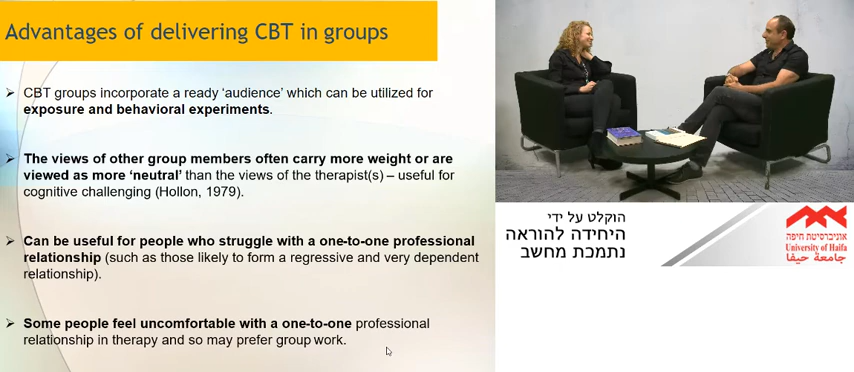 Advantages of delivering CBT in groups
CBT groups incorporate a ready ‘audience’ which can be utilized for
exposure and behavioral experiments.
The views of other group members often carry more weight or are
viewed as more ‘neutral’ than the views of the therapist(s) – useful for
cognitive challenging (Hollon, 1979).
Can be useful for people who struggle with a one-to-one professional
relationship (such as those likely to form a regressive and very dependent
relationship).
Some people feel uncomfortable with a one-to-one professional
relationship in therapy and so may prefer group work.
הוקלט על ידי
היחידה להוראה
נתמכת מחשב
אוניברסיטת חיפה
University of Haifa
جامعة حيفا